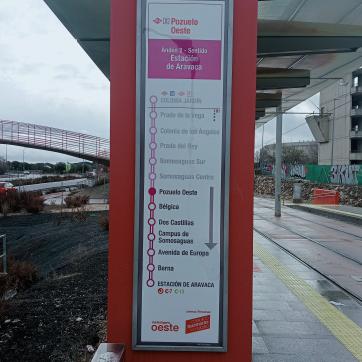 Pozuelo
Oeste
Andén 2 - Sentido
Estación
de Aravaca
COLONIA JARDÍN
Prado de la Vega
Colonia de los Ángeles
Prado del Rey
Somosaguas Sur
Somosaguas Centro
Pozuelo Oeste
Bélgica
Dos Castillas
Campus de
Somosaguas
Avenida de Europa
Berna
ESTACIÓN DE ARAVACA
oeste